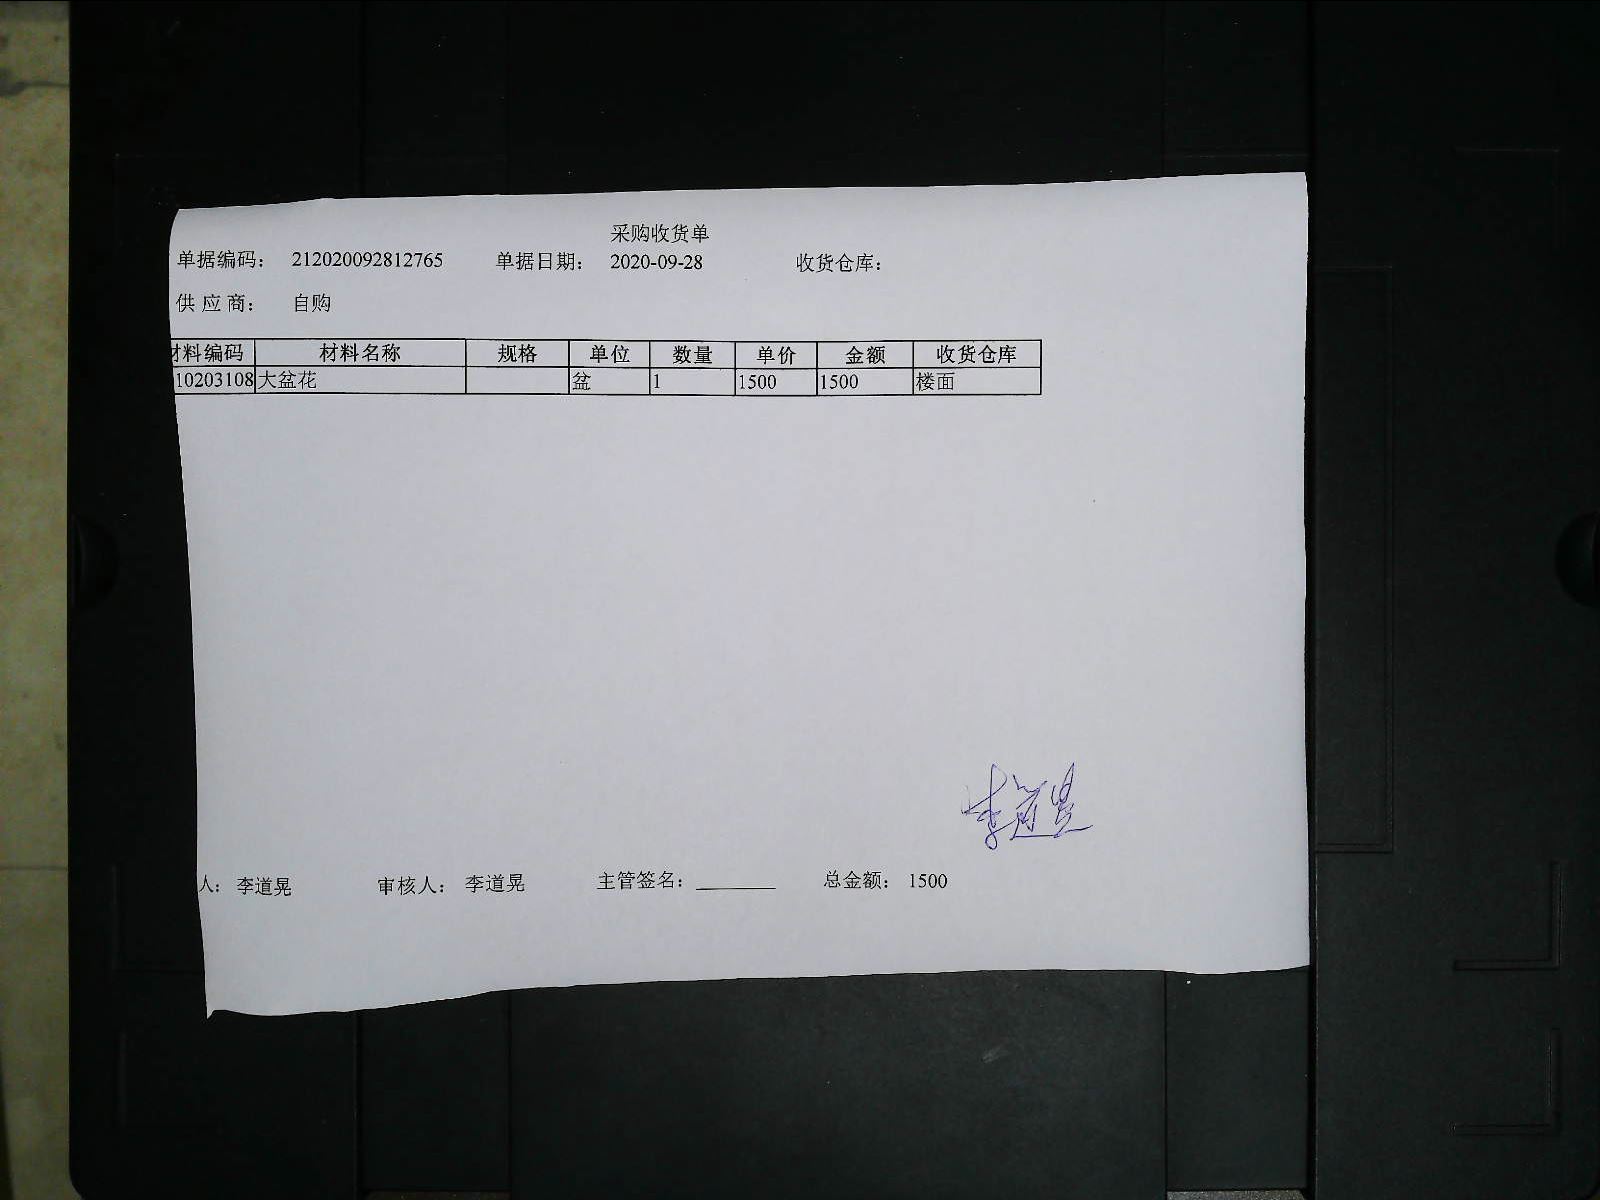 采购收货单
单据编码: 212020092812765 单据日期: 2020-09-28 收货仓库:
供应商: 自购
材料编码 材料名称 规格 单位 数量 单价 金额 收货仓库
10203108 大盆花 盆 1 1500 1500 楼面
李道晃
人: 李道晃 审核人: 李道晃 主管签名: ________ 总金额: 1500